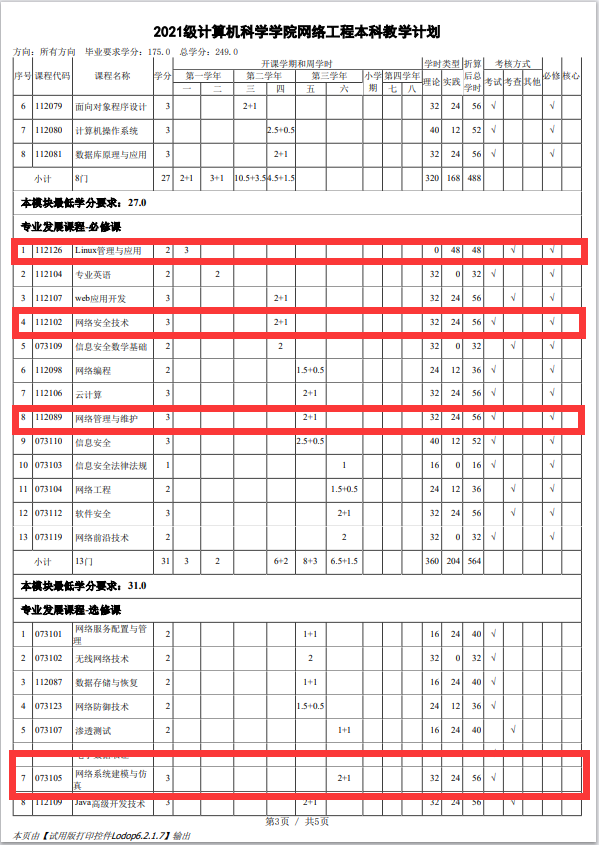 2021级计算机科学学院网络工程本科教学计划
方向：所有方向 毕业要求学分：175.0 总学分：249.0
序号 课程代码 课程名称 学分 开课学期和周学时 学时类型 折算后总学时 考核方式 必修 核心
第一学年 第二学年 第三学年 小学期 第四学年 理论 实践 考试 考查 其他
一 二 三 四 五 六 七 八
6 112079 面向对象程序设计 3 2+1 32 24 56 √ √
7 112080 计算机操作系统 3 2.5+0.5 40 12 52 √ √
8 112081 数据库原理与应用 3 2+1 32 24 56 √ √
小计 8门 27 2+1 3+1 10.5+3.5 4.5+1.5 320 168 488
本模块最低学分要求：27.0
专业发展课程-必修课
1 112126 Linux管理与应用 2 3 0 48 48 √ √
2 112104 专业英语 2 2 32 0 32 √ √
3 112107 web应用开发 3 2+1 32 24 56 √ √
4 112102 网络安全技术 3 2+1 32 24 56 √ √
5 073109 信息安全数学基础 2 2 32 0 32 √ √
6 112098 网络编程 2 1.5+0.5 24 12 36 √ √
7 112106 云计算 3 2+1 32 24 56 √ √
8 112089 网络管理与维护 3 2+1 32 24 56 √ √
9 073110 信息安全 3 2.5+0.5 40 12 52 √ √
10 073103 信息安全法律法规 1 1 16 0 16 √ √
11 073104 网络工程 2 1.5+0.5 24 12 36 √ √
12 073112 软件安全 3 2+1 32 24 56 √ √
13 073119 网络前沿技术 2 2 32 0 32 √ √
小计 13门 31 3 2 6+2 8+3 6.5+1.5 360 204 564
本模块最低学分要求：31.0
专业发展课程-选修课
1 073101 网络服务配置与管理 2 1+1 16 24 40 √
2 073102 无线网络技术 2 2 32 0 32 √
3 112087 数据存储与恢复 2 1+1 16 24 40 √
4 073123 网络防御技术 2 1.5+0.5 24 12 36 √
5 073107 渗透测试 2 1+1 16 24 40 √
7 073105 网络系统建模与仿真 3 2+1 32 24 56 √
8 112109 Java高级开发技术 3 2+1 32 24 56 √
第3页 / 共5页
本页由【试用版打印控件Lodop6.2.1.7】输出